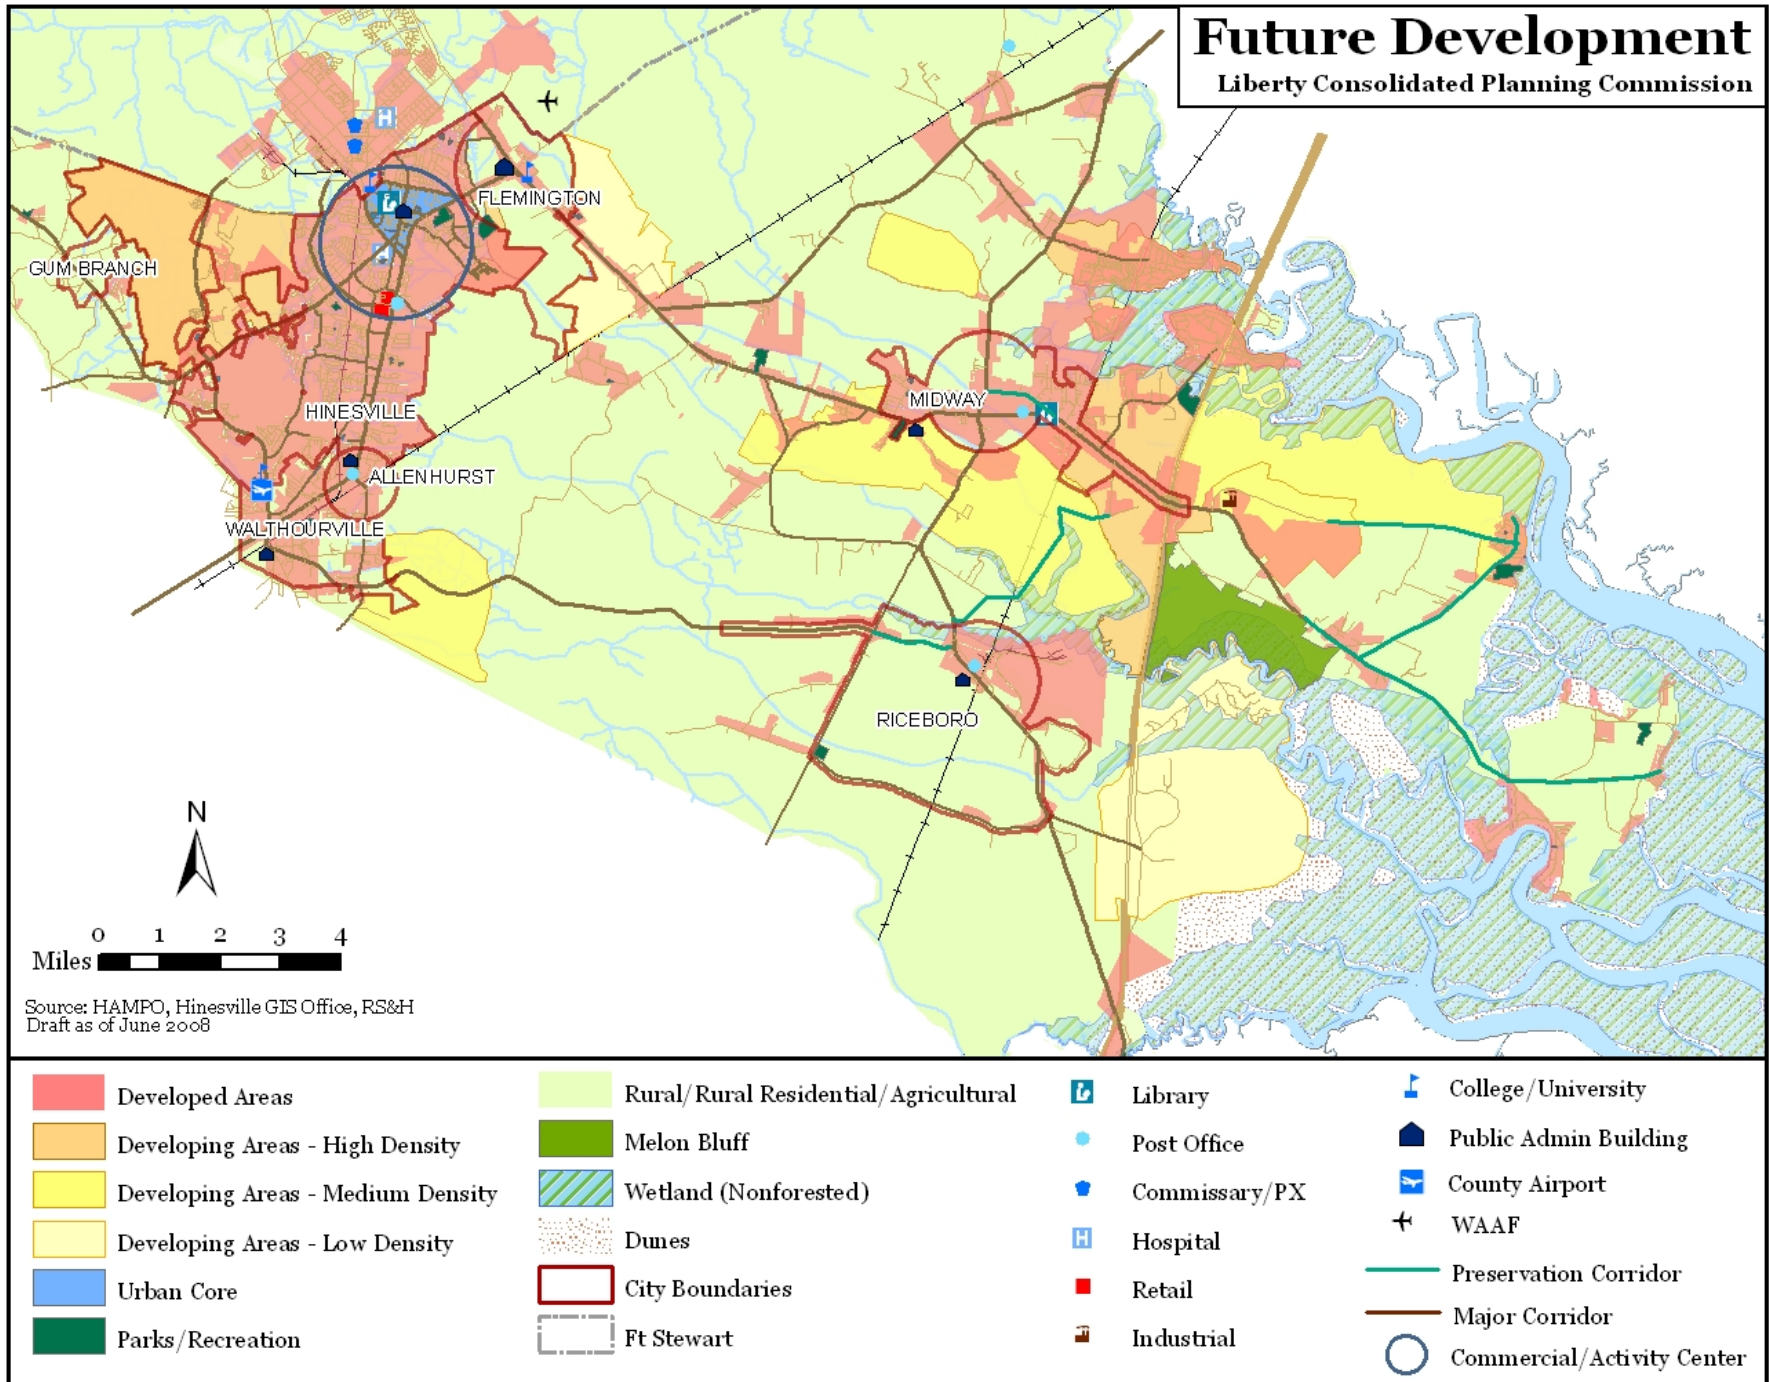 Future Development
Liberty Consolidated Planning Commission
FLEMINGTON
GUM BRANCH
HINESVILLE
MIDWAY
ALLENHURST
WALTHOURVILLE
RICEBORO
N
0 1 2 3 4
Miles
Source: HAMPO, Hinesville GIS Office, RS&H
Draft as of June 2008
Developed Areas
Developing Areas - High Density
Developing Areas - Medium Density
Developing Areas - Low Density
Urban Core
Parks/Recreation
Rural/Rural Residential/Agricultural
Melon Bluff
Wetland (Nonforested)
Dunes
City Boundaries
Ft Stewart
Library
Post Office
Commissary/PX
H Hospital
Retail
Industrial
College/University
Public Admin Building
County Airport
WAAF
Preservation Corridor
Major Corridor
Commercial/Activity Center